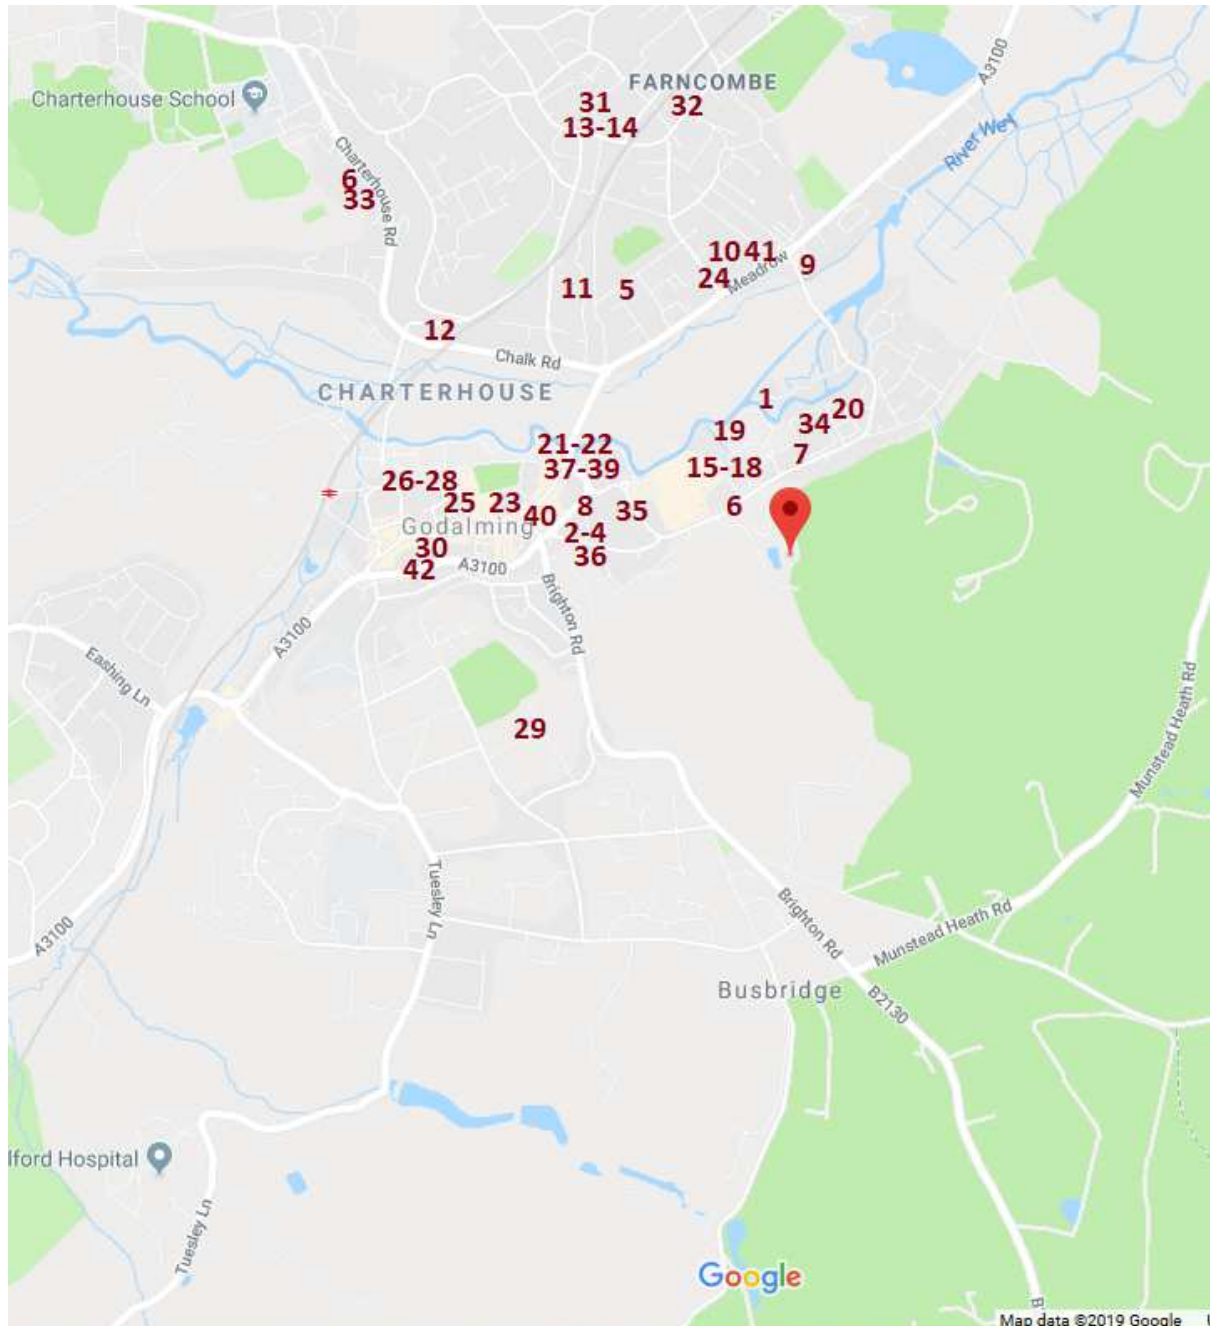 FARNCOMBE
Charterhouse School
31
32
13-14
A3100
River Wey
Charterhouse Rd
6
33
10
41
9
24
Meadrow
11
5
12
Chalk Rd
CHARTERHOUSE
1
20
34
19
21-22
7
37-39
15-18
26-28
25
23
8
6
40
35
Godalming
2-4
30
36
42
A3100
Brighton Rd
A3100
Eashing Ln
29
Munstead Heath Rd
Tuesley Ln
Brighton Rd
A3100
Munstead Heath Rd
Busbridge
B2130
lford Hospital
Tuesley Ln
Google
Map data ©2019 Google